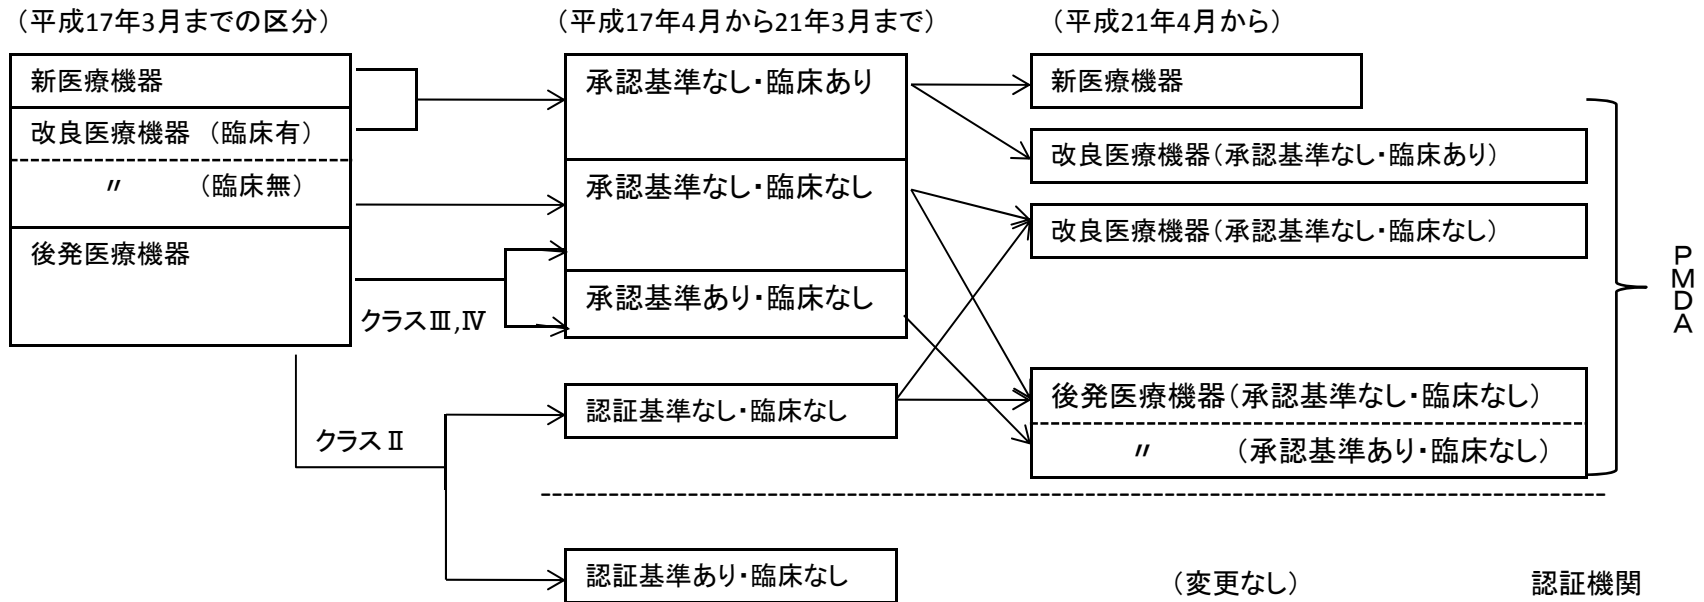 （平成17年3月までの区分）
（平成17年4月から21年3月まで）
（平成21年4月から）
新医療機器
改良医療機器（臨床有）
〃（臨床無）
後発医療機器
クラスⅢ,Ⅳ
クラスⅡ
承認基準なし・臨床あり
承認基準なし・臨床なし
承認基準あり・臨床なし
認証基準なし・臨床なし
認証基準あり・臨床なし
新医療機器
改良医療機器（承認基準なし・臨床あり）
改良医療機器（承認基準なし・臨床なし）
後発医療機器（承認基準なし・臨床なし）
〃（承認基準あり・臨床なし）
（変更なし）
ＰＭＤＡ
認証機関